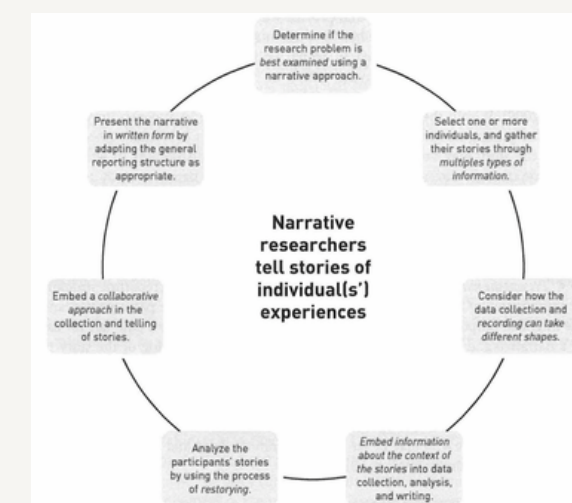 Determine if the
research problem is
best examined using a
narrative approach.
Select one or more
individuals, and gather
their stories through
multiples types of
information.
Consider how the
data collection and
recording can take
different shapes.
Embed information
about the context of
the stories into data
collection, analysis,
and writing.
Analyze the
participants' stories
by using the process
of restorying.
Embed a collaborative
approach in the
collection and telling
of stories.
Present the narrative
in written form by
adapting the general
reporting structure as
appropriate.
Narrative
researchers
tell stories of
individual(s')
experiences